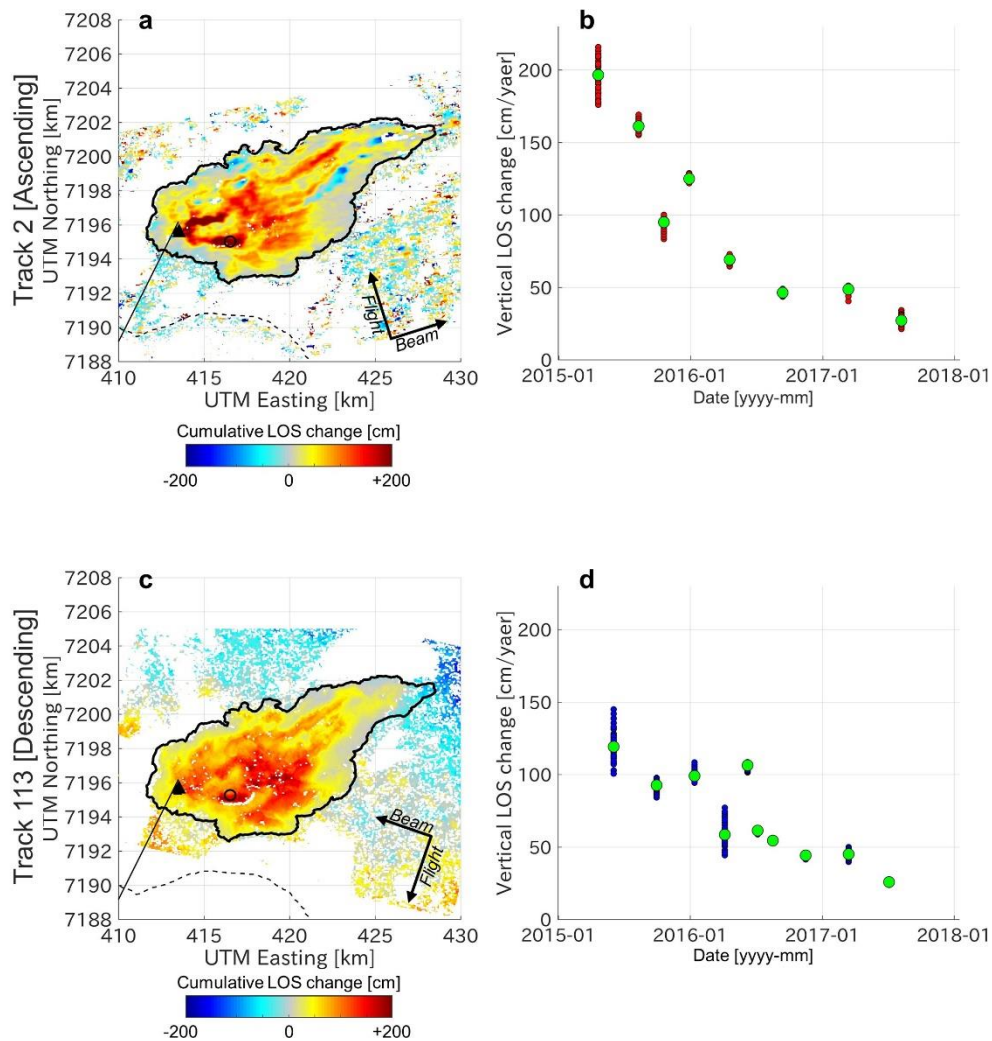 a
7208
7206
7204
7202
7200
7198
7196
7194
7192
7190
7188
Track 2 [Ascending]
UTM Northing [km]
Flight
Beam
410 415 420 425 430
UTM Easting [km]
Cumulative LOS change [cm]
-200 0 +200
b
200
150
100
50
0
Vertical LOS change [cm/yaer]
2015-01 2016-01 2017-01 2018-01
Date [yyyy-mm]
c
7208
7206
7204
7202
7200
7198
7196
7194
7192
7190
7188
Track 113 [Descending]
UTM Northing [km]
Beam
Flight
410 415 420 425 430
UTM Easting [km]
Cumulative LOS change [cm]
-200 0 +200
d
200
150
100
50
0
Vertical LOS change [cm/yaer]
2015-01 2016-01 2017-01 2018-01
Date [yyyy-mm]